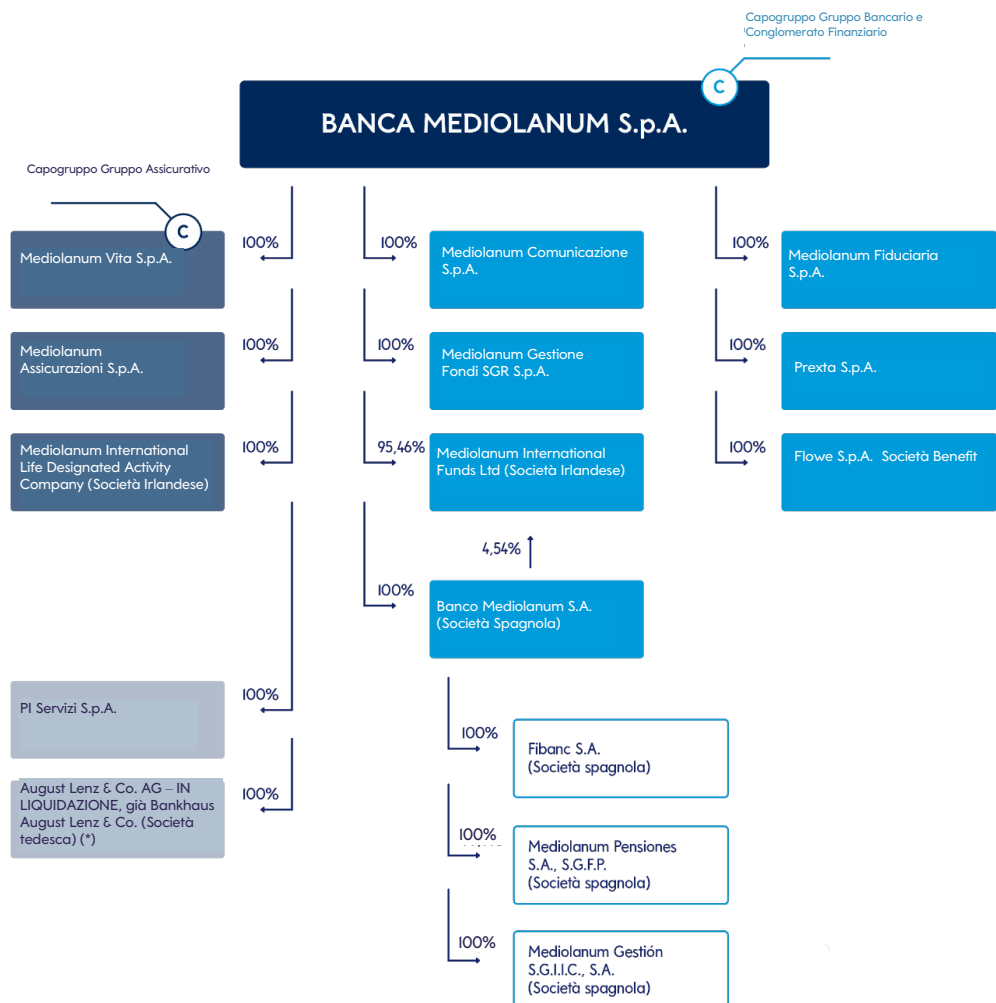 Capogruppo Gruppo Bancario e
Conglomerato Finanziario
C
BANCA MEDIOLANUM S.p.A.
Capogruppo Gruppo Assicurativo
C
100%
Mediolanum Vita S.p.A.
100%
Mediolanum
Assicurazioni S.p.A.
100%
Mediolanum International
Life Designated Activity
Company (Società Irlandese)
100%
PI Servizi S.p.A.
100%
August Lenz & Co. AG – IN
LIQUIDAZIONE, già Bankhaus
August Lenz & Co. (Società
tedesca) (*)
100%
Mediolanum Comunicazione
S.p.A.
100%
Mediolanum Gestione
Fondi SGR S.p.A.
95,46%
Mediolanum International
Funds Ltd (Società Irlandese)
4,54%
100%
Banco Mediolanum S.A.
(Società Spagnola)
100%
Fibanc S.A.
(Società spagnola)
100%
Mediolanum Pensiones
S.A., S.G.F.P.
(Società spagnola)
100%
Mediolanum Gestión
S.G.I.I.C., S.A.
(Società spagnola)
100%
Mediolanum Fiduciaria
S.p.A.
100%
Prexta S.p.A.
100%
Flowe S.p.A. Società Benefit